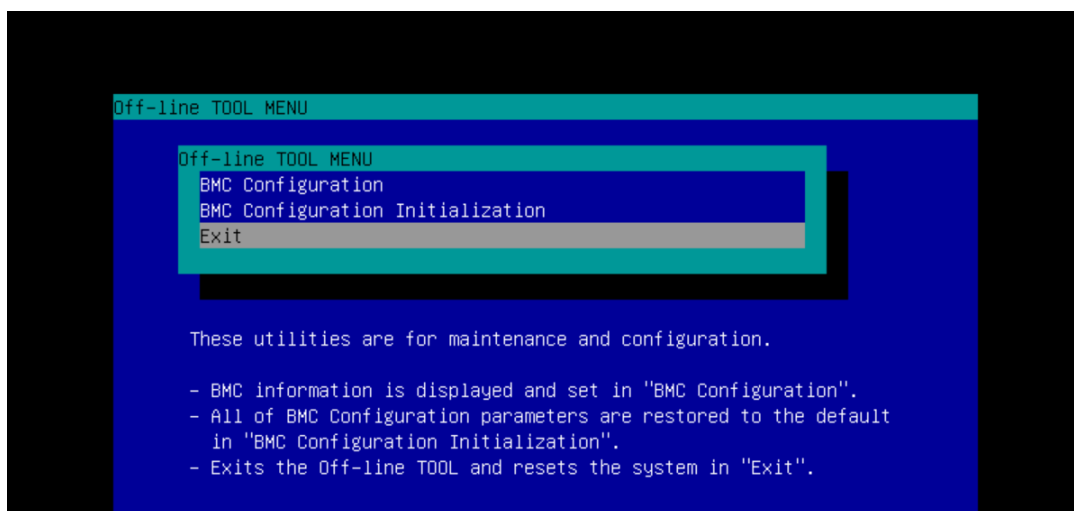 Off-line TOOL MENU
Off-line TOOL MENU
BMC Configuration
BMC Configuration Initialization
Exit
These utilities are for maintenance and configuration.
- BMC information is displayed and set in "BMC Configuration".
- All of BMC Configuration parameters are restored to the default
in "BMC Configuration Initialization".
- Exits the Off-line TOOL and resets the system in "Exit".